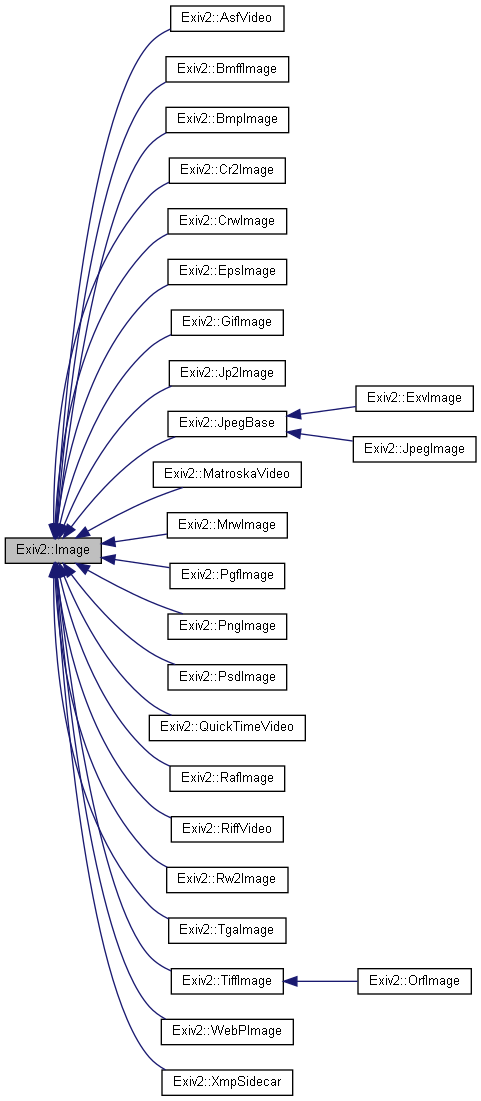 Exiv2::AsfVideo
Exiv2::BmffImage
Exiv2::BmpImage
Exiv2::Cr2Image
Exiv2::CrwImage
Exiv2::EpsImage
Exiv2::GifImage
Exiv2::Jp2Image
Exiv2::ExvImage
Exiv2::JpegBase
Exiv2::JpegImage
Exiv2::MatroskaVideo
Exiv2::MrwImage
Exiv2::Image
Exiv2::PgfImage
Exiv2::PngImage
Exiv2::PsdImage
Exiv2::QuickTimeVideo
Exiv2::RafImage
Exiv2::RiffVideo
Exiv2::Rw2Image
Exiv2::TgaImage
Exiv2::TiffImage
Exiv2::OrfImage
Exiv2::WebPImage
Exiv2::XmpSidecar